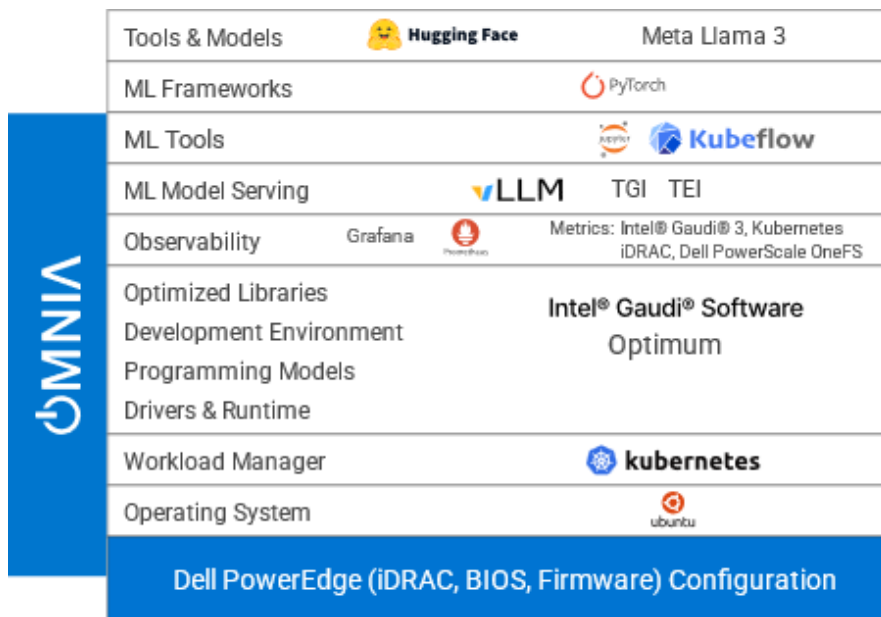 Tools & Models Hugging Face Meta Llama 3
ML Frameworks PyTorch
ML Tools jupyter Kubeflow
ML Model Serving vLLM TGI TEI
Observability Grafana Prometheus Metrics: Intel® Gaudi® 3, Kubernetes
iDRAC, Dell PowerScale OneFS
Optimized Libraries
Intel® Gaudi® Software
Development Environment
Optimum
Programming Models
Drivers & Runtime
Workload Manager kubernetes
Operating System ubuntu
Dell PowerEdge (iDRAC, BIOS, Firmware) Configuration
OMNIA